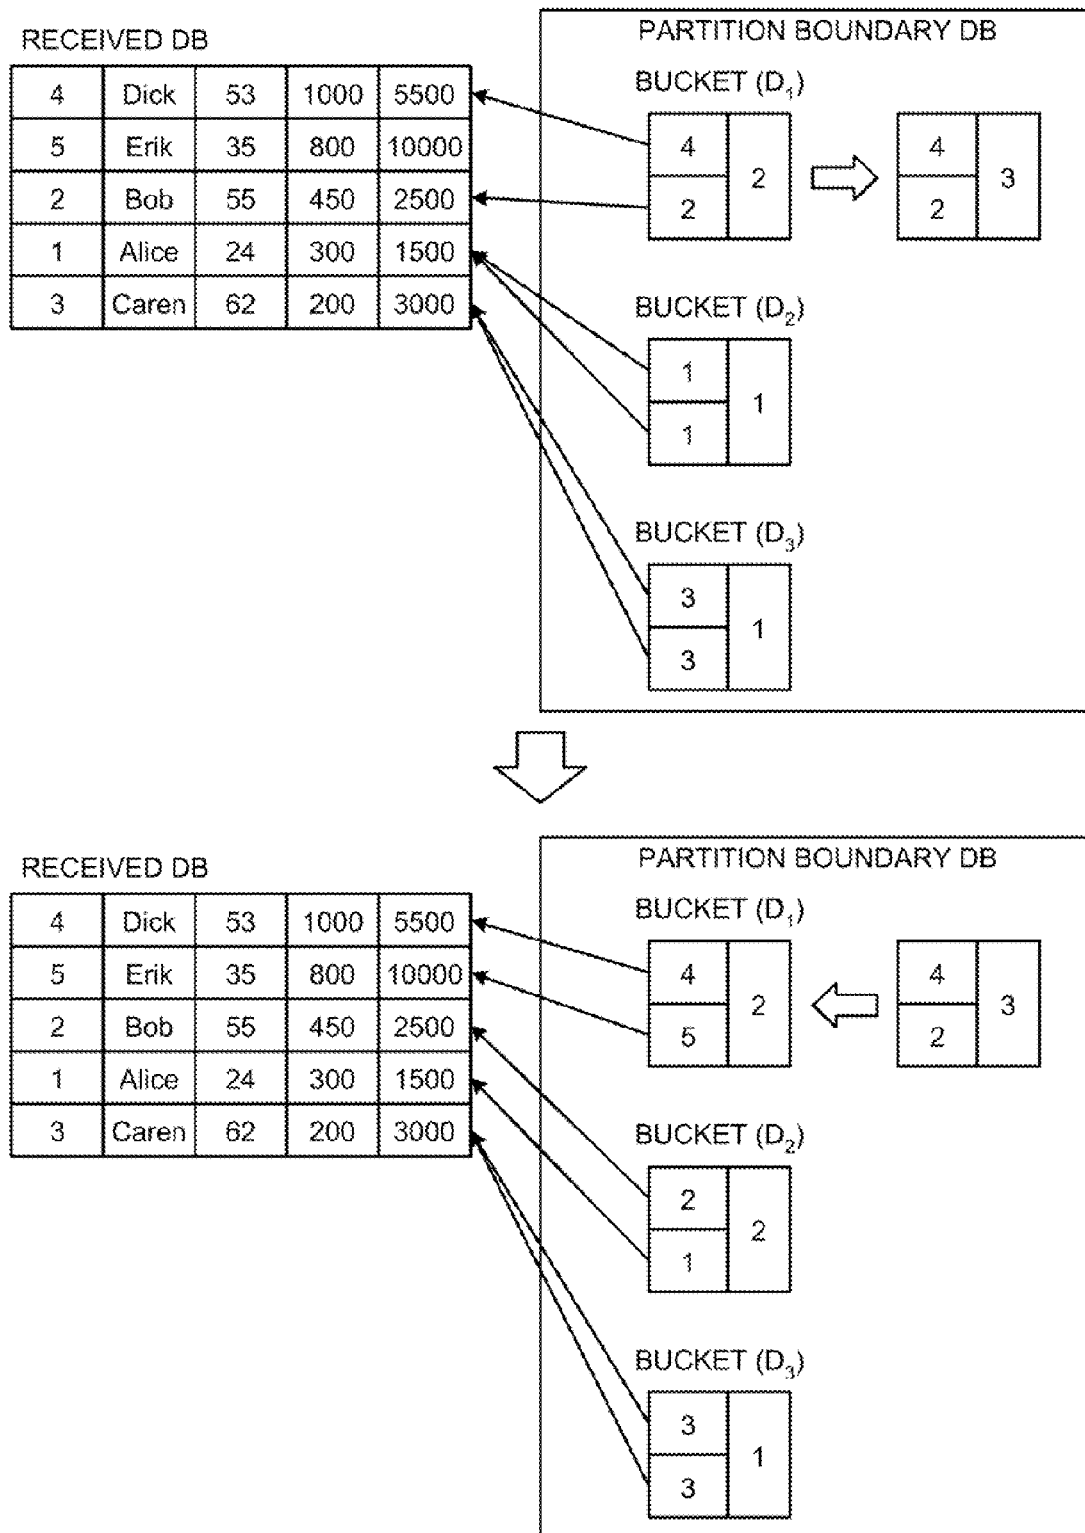 PARTITION BOUNDARY DB
RECEIVED DB
4 Dick 53 1000 5500
5 Erik 35 800 10000
2 Bob 55 450 2500
1 Alice 24 300 1500
3 Caren 62 200 3000
BUCKET (D1)
4 2 2
4 2 3
BUCKET (D2)
1 1 1
BUCKET (D3)
3 3 1
PARTITION BOUNDARY DB
RECEIVED DB
4 Dick 53 1000 5500
5 Erik 35 800 10000
2 Bob 55 450 2500
1 Alice 24 300 1500
3 Caren 62 200 3000
BUCKET (D1)
4 5 2
4 2 3
BUCKET (D2)
2 1 2
BUCKET (D3)
3 3 1